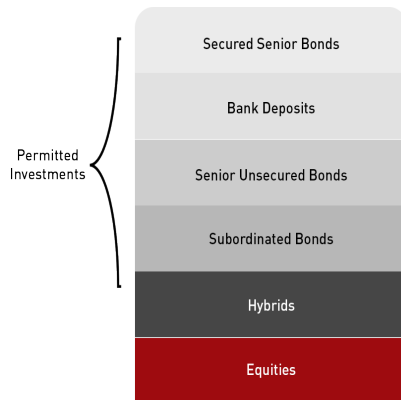 Secured Senior Bonds
Bank Deposits
Permitted
Investments
Senior Unsecured Bonds
Subordinated Bonds
Hybrids
Equities